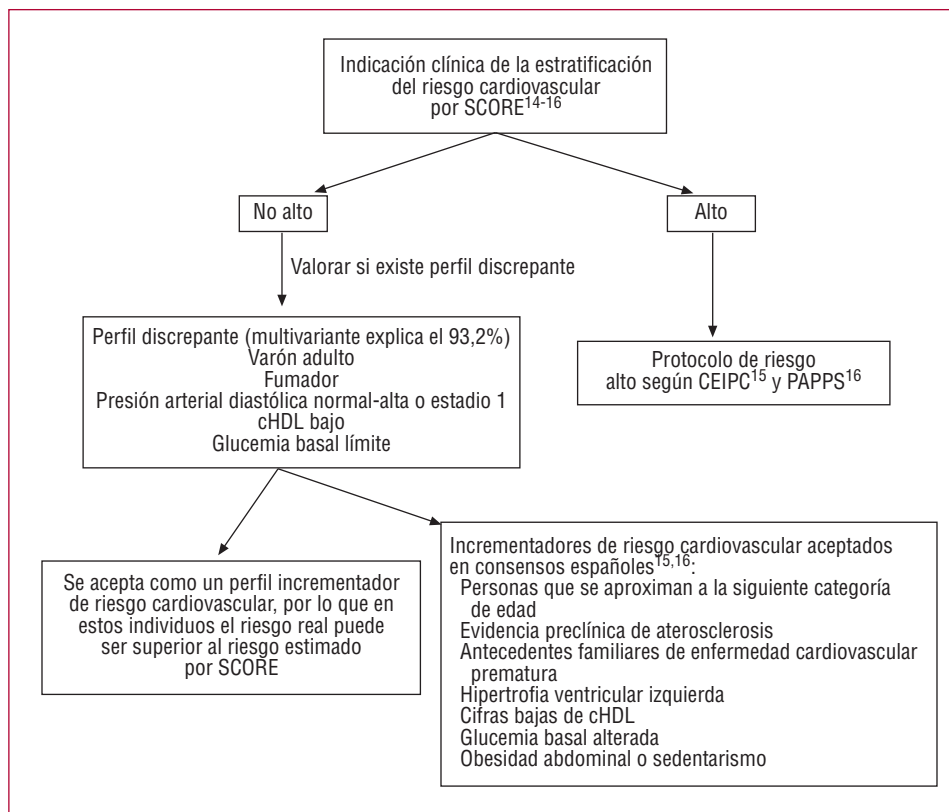 Indicación clínica de la estratificación
del riesgo cardiovascular
por SCORE14-16
No alto
Alto
Valorar si existe perfil discrepante
Perfil discrepante (multivariante explica el 93,2%)
Varón adulto
Fumador
Presión arterial diastólica normal-alta o estadio 1
cHDL bajo
Glucemia basal límite
Protocolo de riesgo
alto según CEIPC15 y PAPPS16
Se acepta como un perfil incrementador
de riesgo cardiovascular, por lo que en
estos individuos el riesgo real puede
ser superior al riesgo estimado
por SCORE
Incrementadores de riesgo cardiovascular aceptados
en consensos españoles15,16:
Personas que se aproximan a la siguiente categoría
de edad
Evidencia preclínica de aterosclerosis
Antecedentes familiares de enfermedad cardiovascular
prematura
Hipertrofia ventricular izquierda
Cifras bajas de cHDL
Glucemia basal alterada
Obesidad abdominal o sedentarismo